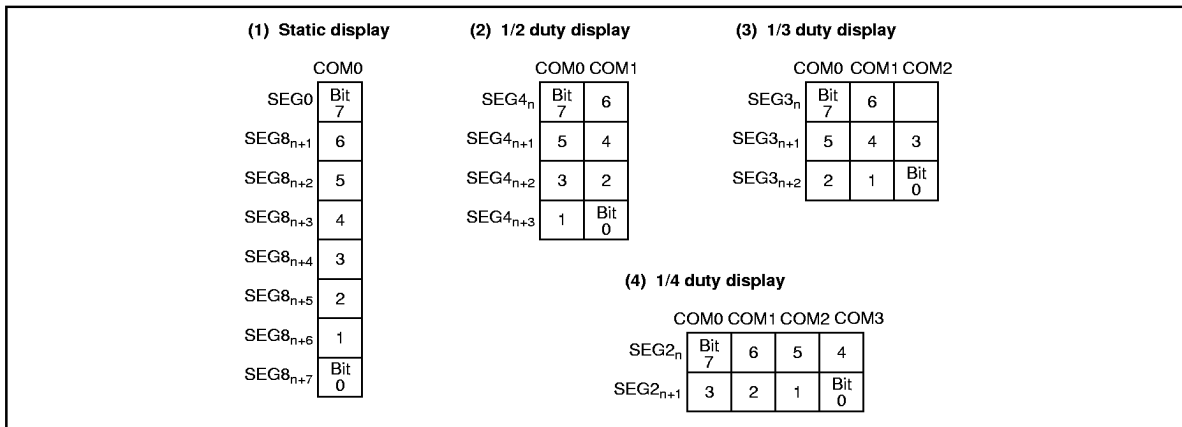 (1) Static display
COM0
SEG0 Bit 7
SEG8n+1 6
SEG8n+2 5
SEG8n+3 4
SEG8n+4 3
SEG8n+5 2
SEG8n+6 1
SEG8n+7 Bit 0
(2) 1/2 duty display
COM0 COM1
SEG4n Bit 7 6
SEG4n+1 5 4
SEG4n+2 3 2
SEG4n+3 1 Bit 0
(3) 1/3 duty display
COM0 COM1 COM2
SEG3n Bit 7 6
SEG3n+1 5 4 3
SEG3n+2 2 1 Bit 0
(4) 1/4 duty display
COM0 COM1 COM2 COM3
SEG2n Bit 7 6 5 4
SEG2n+1 3 2 1 Bit 0